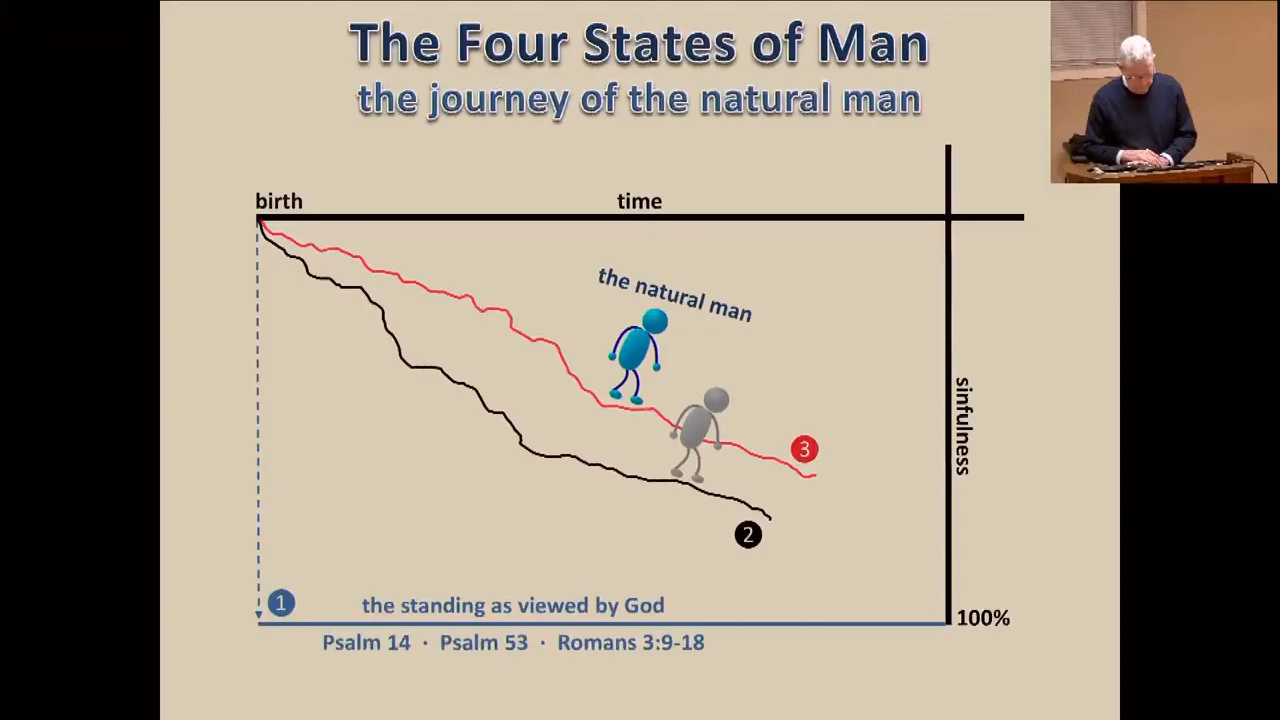 The Four States of Man
the journey of the natural man
birth
time
the natural man
sinfulness
3
2
1
the standing as viewed by God
100%
Psalm 14 · Psalm 53 · Romans 3:9-18